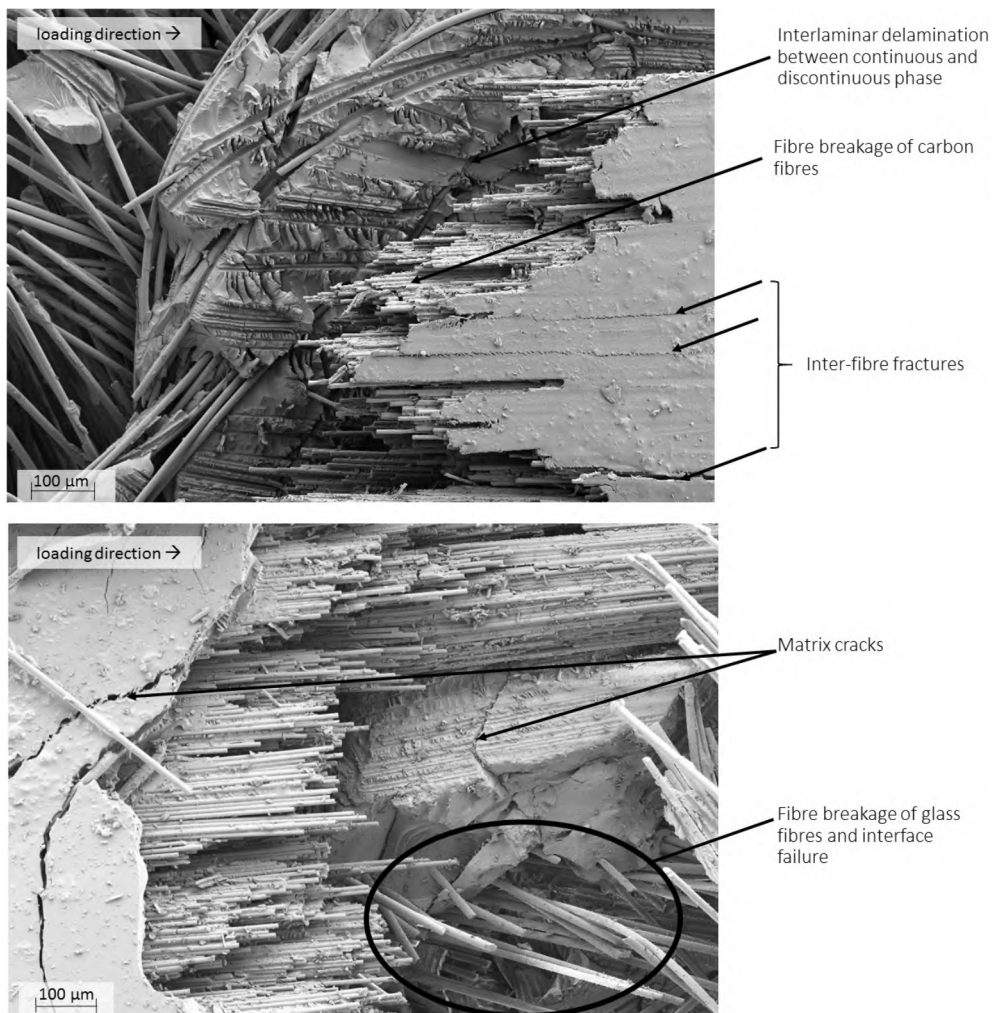 loading direction →
Interlaminar delamination
between continuous and
discontinuous phase
Fibre breakage of carbon
fibres
Inter-fibre fractures
100 µm
loading direction →
Matrix cracks
Fibre breakage of glass
fibres and interface
failure
100 µm